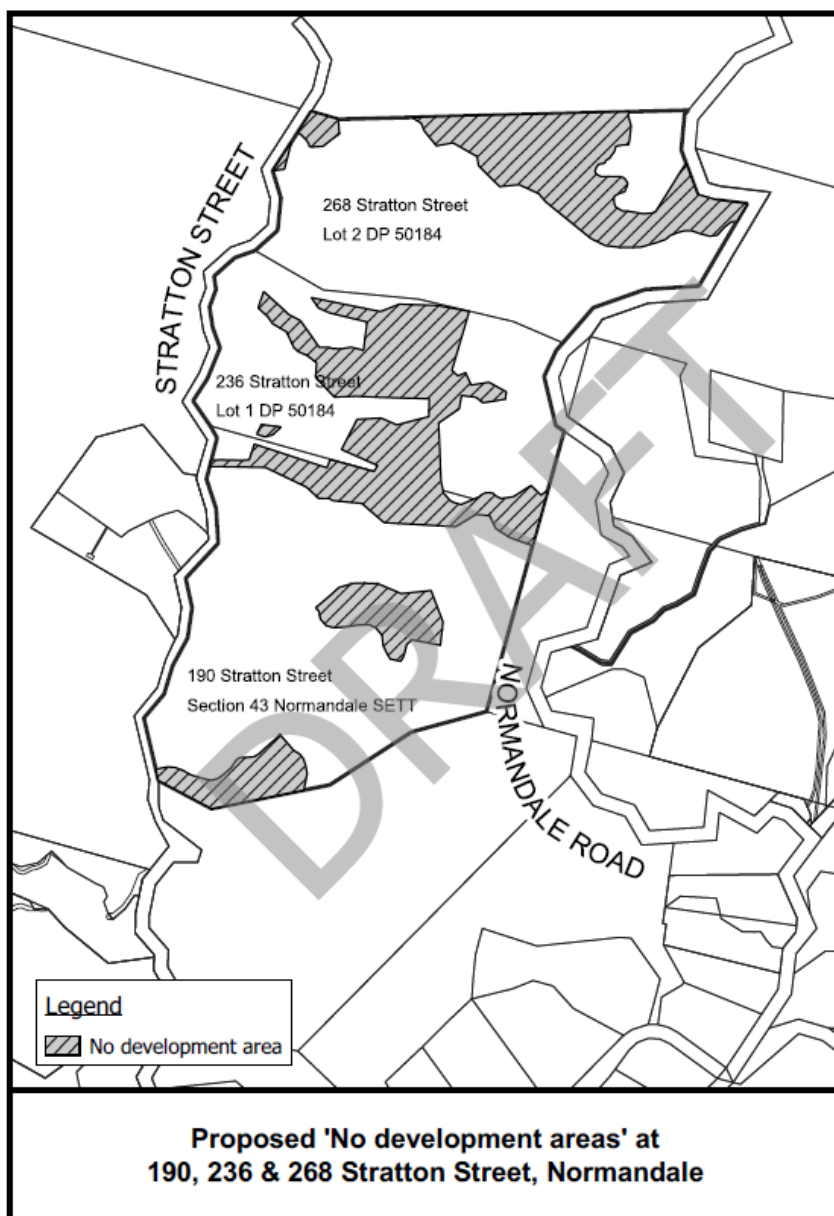 STRATTON STREET
268 Stratton Street
Lot 2 DP 50184
236 Stratton Street
Lot 1 DP 50184
190 Stratton Street
Section 43 Normandale SETT
NORMANDALE ROAD
DRAFT
Legend
No development area
Proposed 'No development areas' at
190, 236 & 268 Stratton Street, Normandale